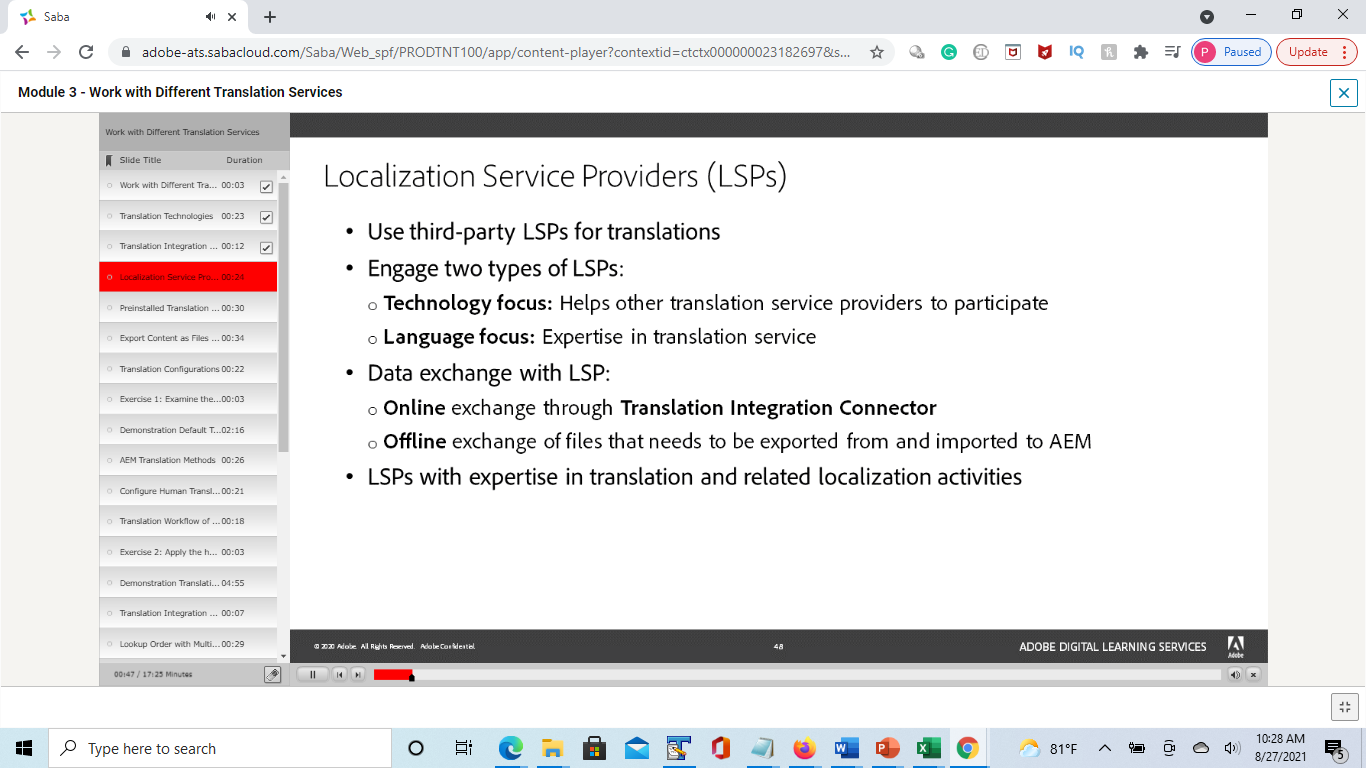 Saba
adobe-ats.sabacloud.com/Saba/Web_spf/PRODTNT100/app/content-player?contextid=ctctx0000000231826978&s...
IQ
P Paused
Update
Module 3 - Work with Different Translation Services
Work with Different Translation Services
Slide Title Duration
Work with Different Tra... 00:03
Translation Technologies 00:23
Translation Integration ... 00:12
Localization Service Pro... 00:24
Preinstalled Translation ... 00:30
Export Content as Files ... 00:34
Translation Configurations 00:22
Exercise 1: Examine the... 00:03
Demonstration Default T... 02:16
AEM Translation Methods 00:26
Configure Human Transl... 00:21
Translation Workflow of ... 00:18
Exercise 2: Apply the h... 00:03
Demonstration Translati... 04:55
Translation Integration ... 00:07
Lookup Order with Multi... 00:29
00:47 / 17:25 Minutes
Localization Service Providers (LSPs)
• Use third-party LSPs for translations
• Engage two types of LSPs:
o Technology focus: Helps other translation service providers to participate
o Language focus: Expertise in translation service
• Data exchange with LSP:
o Online exchange through Translation Integration Connector
o Offline exchange of files that needs to be exported from and imported to AEM
• LSPs with expertise in translation and related localization activities
© 2020 Adobe. All Rights Reserved. Adobe Confidential.
48
ADOBE DIGITAL LEARNING SERVICES
Adobe
Type here to search
81°F
10:28 AM
8/27/2021
5